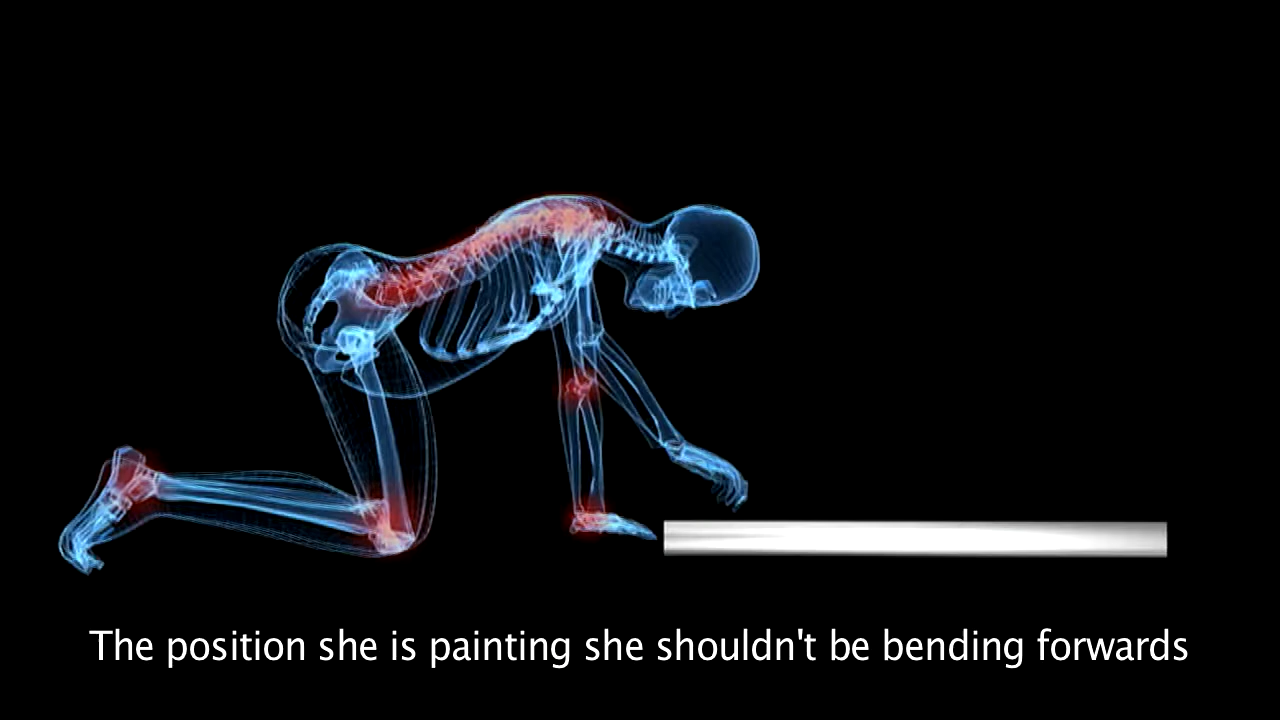 The position she is painting she shouldn't be bending forwards